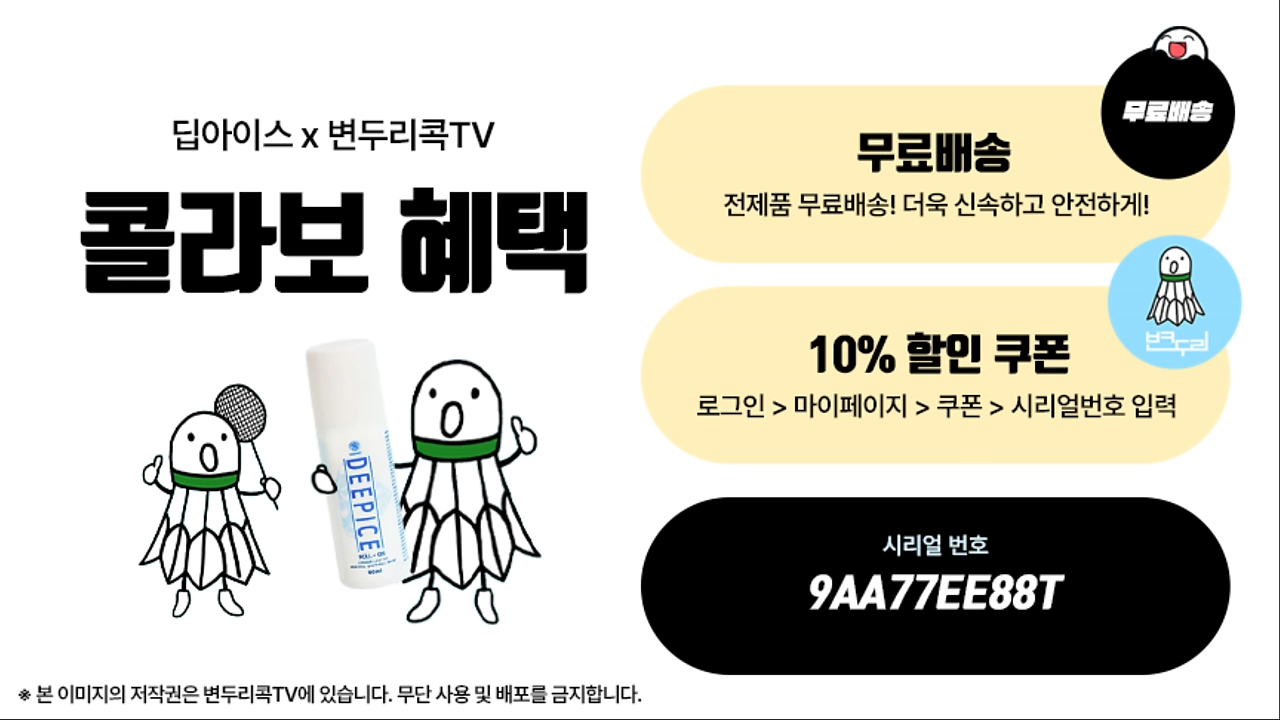 딥아이스 x 변두리콕TV
콜라보 혜택
DEEPICE
ROLL - ON
무료배송
무료배송
전제품 무료배송! 더욱 신속하고 안전하게!
변두리
10% 할인 쿠폰
로그인 > 마이페이지 > 쿠폰 > 시리얼번호 입력
시리얼 번호
9AA77EE88T
※ 본 이미지의 저작권은 변두리콕TV에 있습니다. 무단 사용 및 배포를 금지합니다.